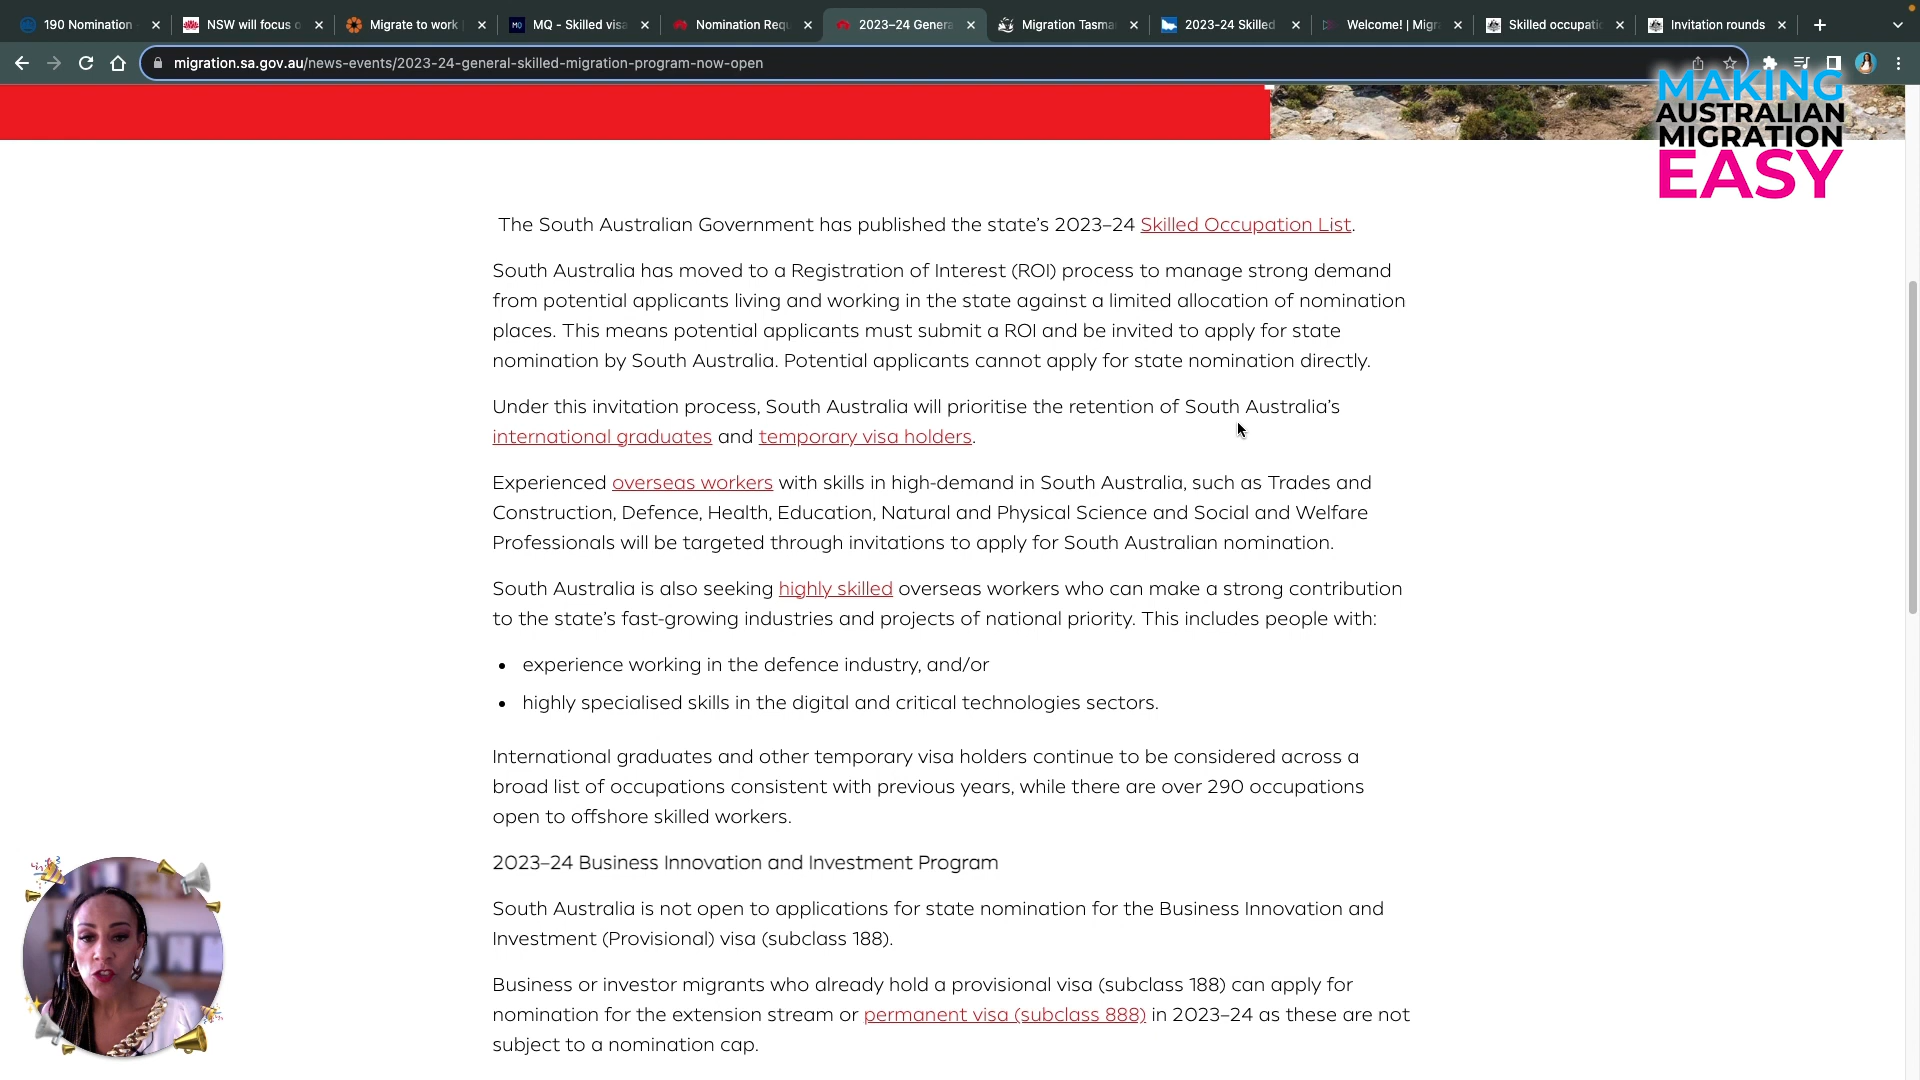 190 Nomination
NSW will focus o
Migrate to work
MQ - Skilled visa
Nomination Requ
2023–24 Genera
Migration Tasma
2023-24 Skilled
Welcome! | Migra
Skilled occupatio
Invitation rounds
migration.sa.gov.au/news-events/2023-24-general-skilled-migration-program-now-open
MAKING
AUSTRALIAN
MIGRATION
EASY
The South Australian Government has published the state's 2023–24 Skilled Occupation List.
South Australia has moved to a Registration of Interest (ROI) process to manage strong demand
from potential applicants living and working in the state against a limited allocation of nomination
places. This means potential applicants must submit a ROI and be invited to apply for state
nomination by South Australia. Potential applicants cannot apply for state nomination directly.
Under this invitation process, South Australia will prioritise the retention of South Australia's
international graduates and temporary visa holders.
Experienced overseas workers with skills in high-demand in South Australia, such as Trades and
Construction, Defence, Health, Education, Natural and Physical Science and Social and Welfare
Professionals will be targeted through invitations to apply for South Australian nomination.
South Australia is also seeking highly skilled overseas workers who can make a strong contribution
to the state's fast-growing industries and projects of national priority. This includes people with:
• experience working in the defence industry, and/or
• highly specialised skills in the digital and critical technologies sectors.
International graduates and other temporary visa holders continue to be considered across a
broad list of occupations consistent with previous years, while there are over 290 occupations
open to offshore skilled workers.
2023–24 Business Innovation and Investment Program
South Australia is not open to applications for state nomination for the Business Innovation and
Investment (Provisional) visa (subclass 188).
Business or investor migrants who already hold a provisional visa (subclass 188) can apply for
nomination for the extension stream or permanent visa (subclass 888) in 2023–24 as these are not
subject to a nomination cap.